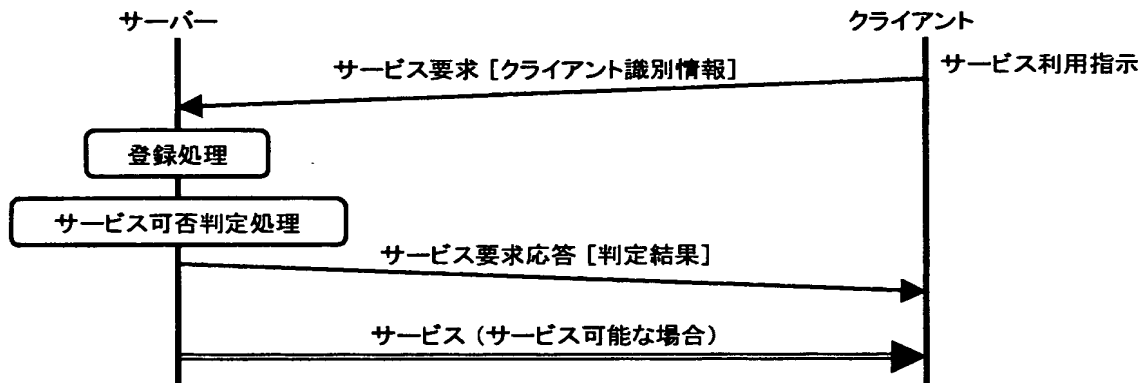 サーバー
クライアント
サービス要求 [クライアント識別情報]
サービス利用指示
登録処理
サービス可否判定処理
サービス要求応答 [判定結果]
サービス (サービス可能な場合)